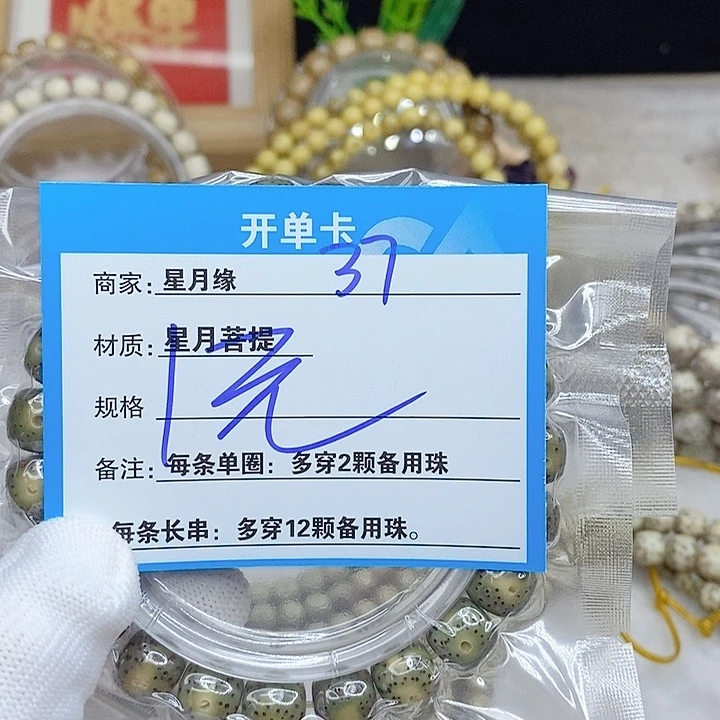 开单卡
37
商家：星月缘
材质：星月菩提
1元
规格
备注：每条单圈：多穿2颗备用珠
每条长串：多穿12颗备用珠。